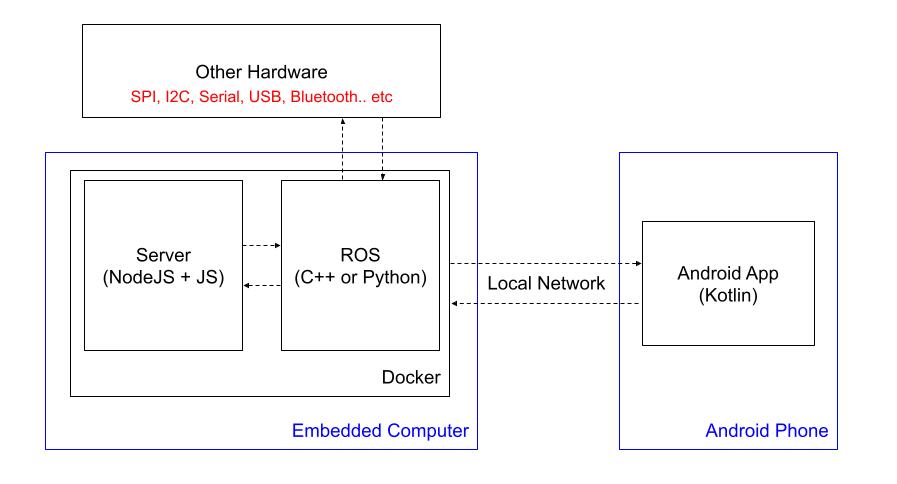 Other Hardware
SPI, I2C, Serial, USB, Bluetooth.. etc
Server
(NodeJS + JS)
ROS
(C++ or Python)
Docker
Embedded Computer
Local Network
Android App
(Kotlin)
Android Phone